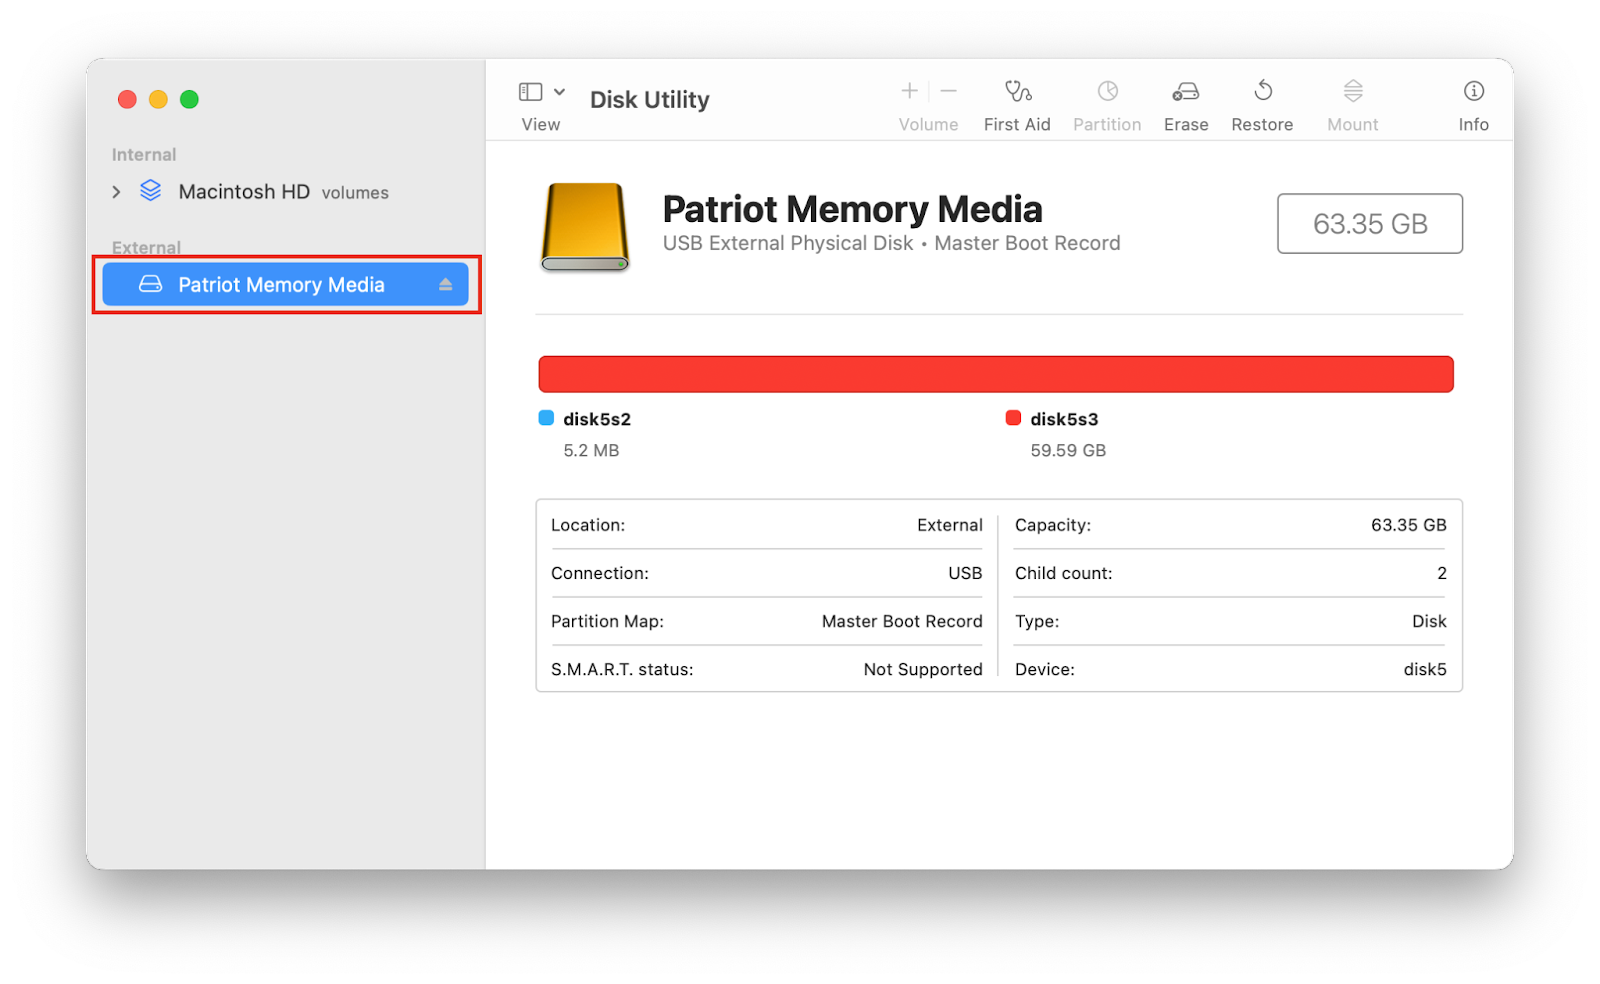 Disk Utility
View
Volume
First Aid
Partition
Erase
Restore
Mount
Info
Internal
Macintosh HD volumes
External
Patriot Memory Media
Patriot Memory Media
USB External Physical Disk • Master Boot Record
63.35 GB
disk5s2
5.2 MB
disk5s3
59.59 GB
Location: External
Connection: USB
Partition Map: Master Boot Record
S.M.A.R.T. status: Not Supported
Capacity: 63.35 GB
Child count: 2
Type: Disk
Device: disk5